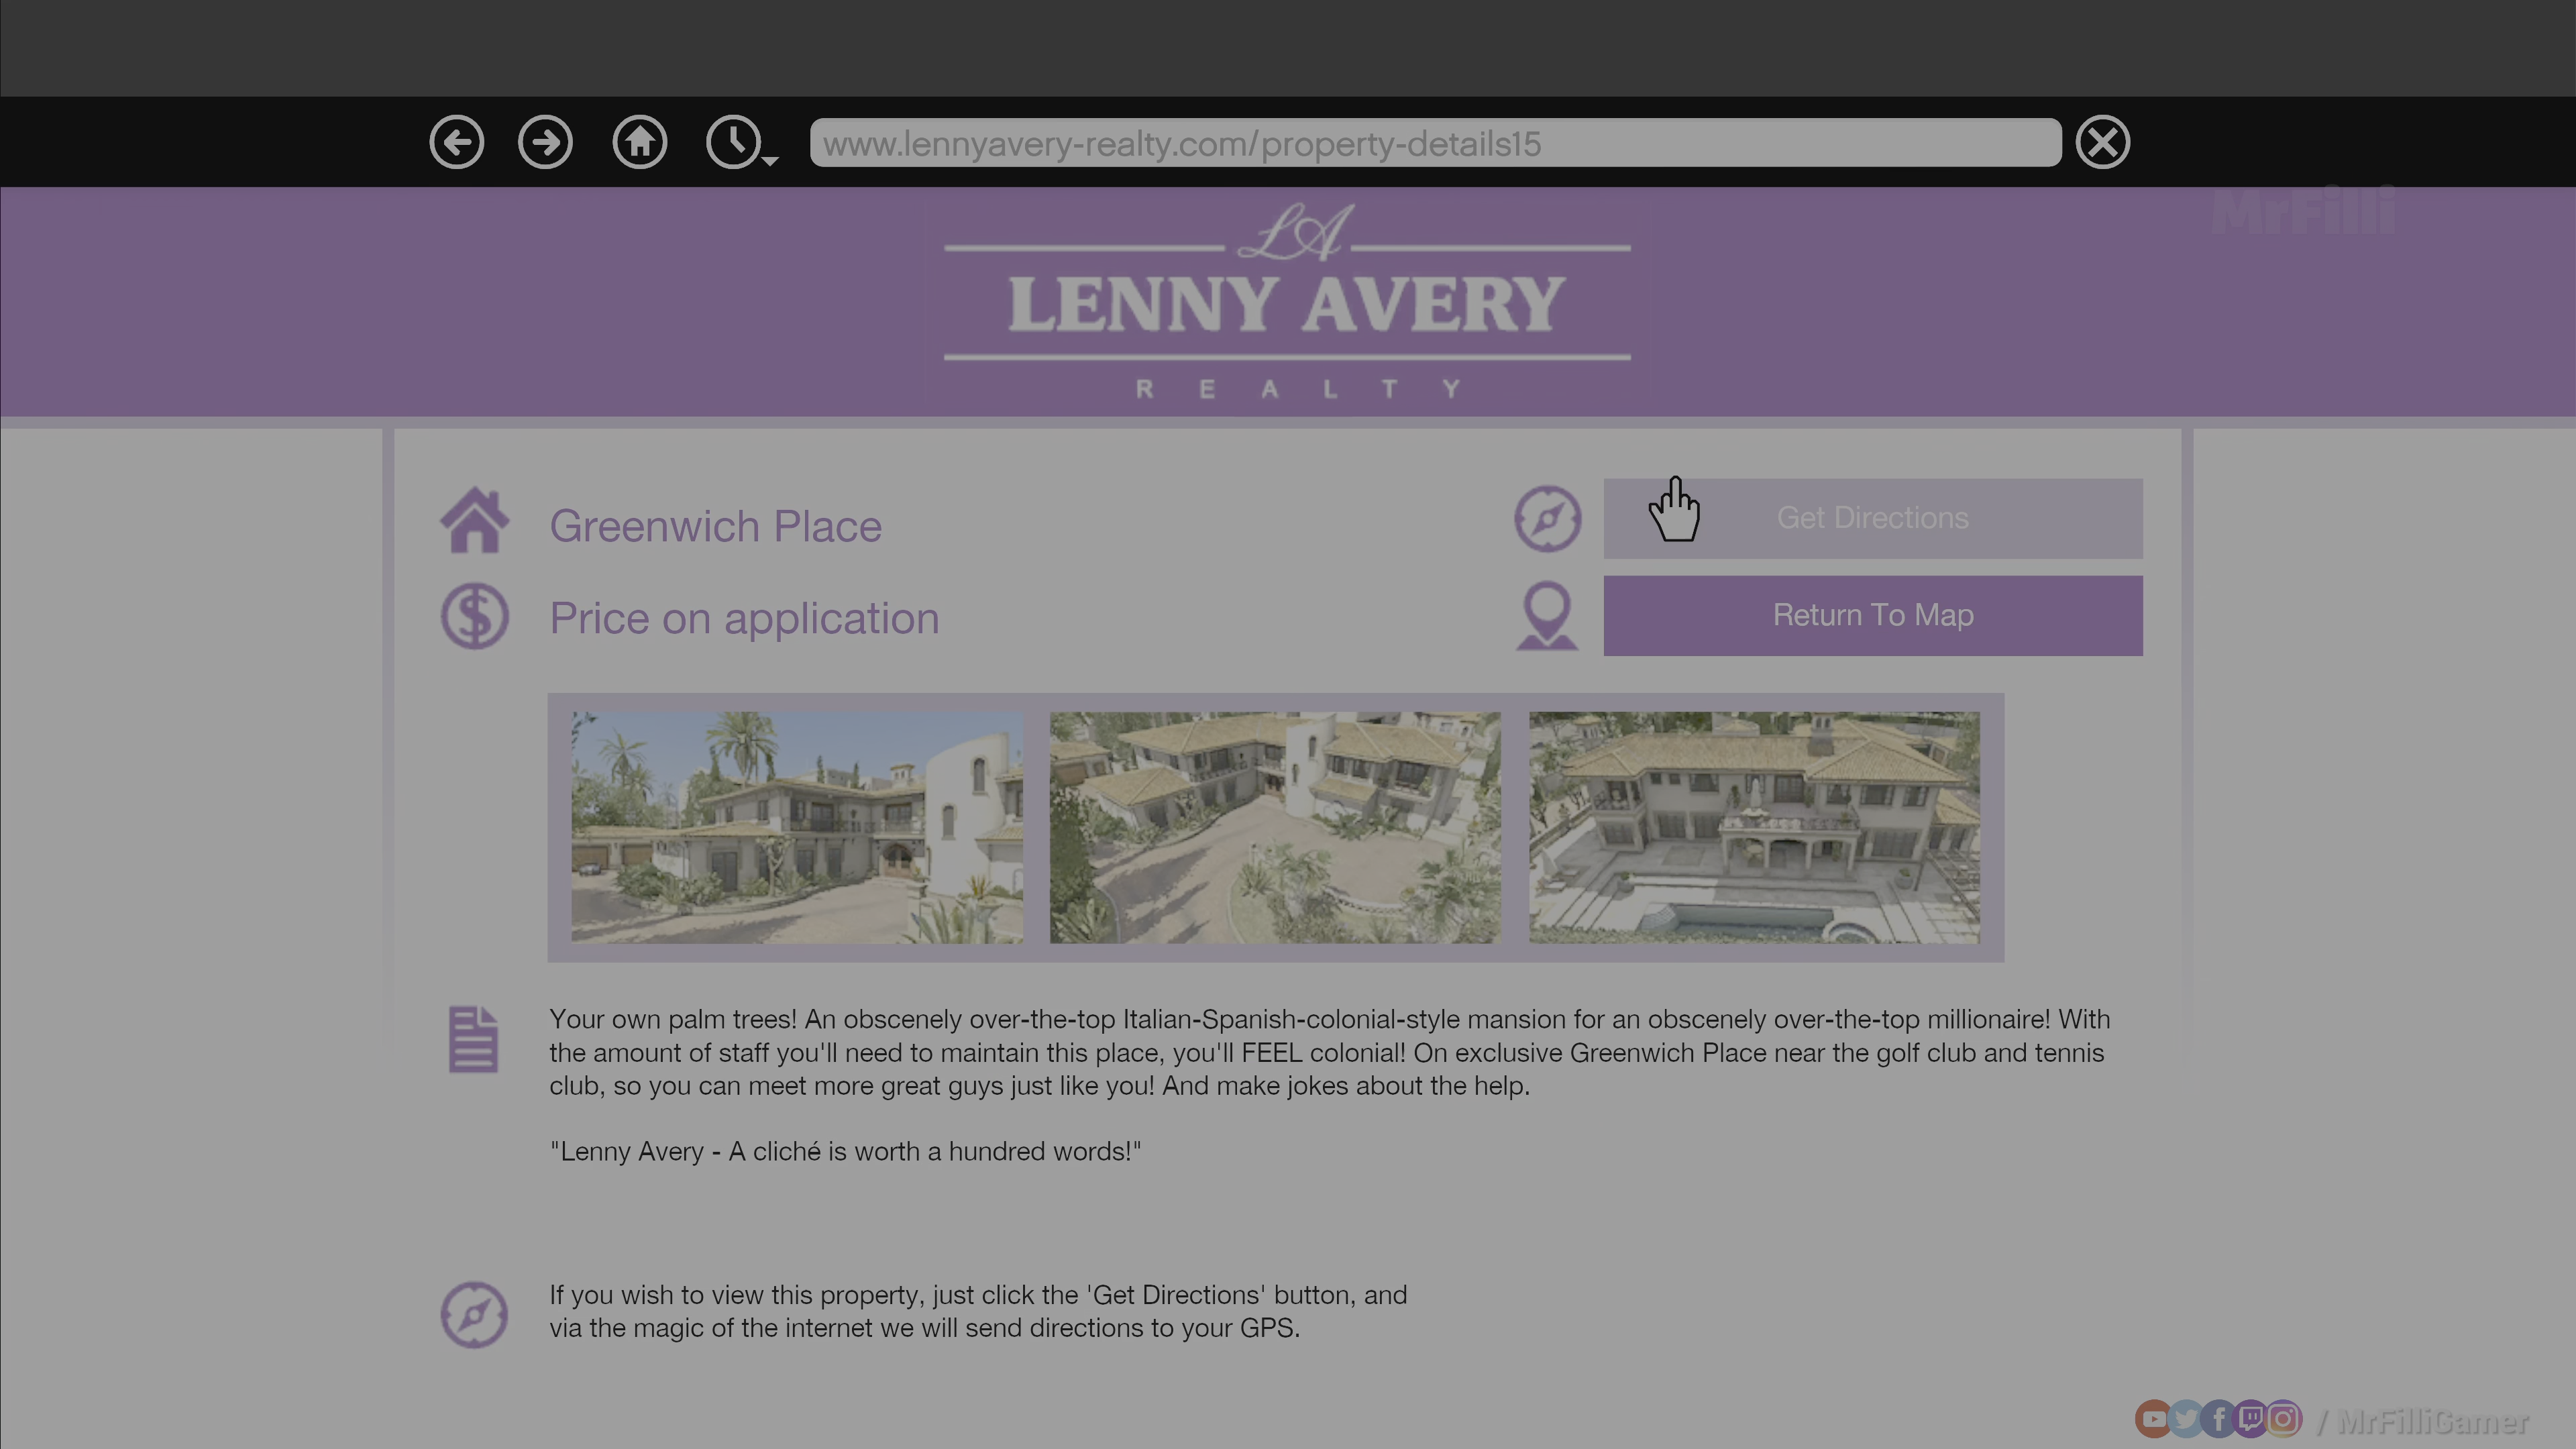 www.lennyavery-realty.com/property-details15
MrFilli
LA
LENNY AVERY
REALTY
Greenwich Place
Get Directions
Price on application
Return To Map
Your own palm trees! An obscenely over-the-top Italian-Spanish-colonial-style mansion for an obscenely over-the-top millionaire! With
the amount of staff you'll need to maintain this place, you'll FEEL colonial! On exclusive Greenwich Place near the golf club and tennis
club, so you can meet more great guys just like you! And make jokes about the help.
"Lenny Avery - A cliché is worth a hundred words!"
If you wish to view this property, just click the 'Get Directions' button, and
via the magic of the internet we will send directions to your GPS.
/ MrFilliGamer